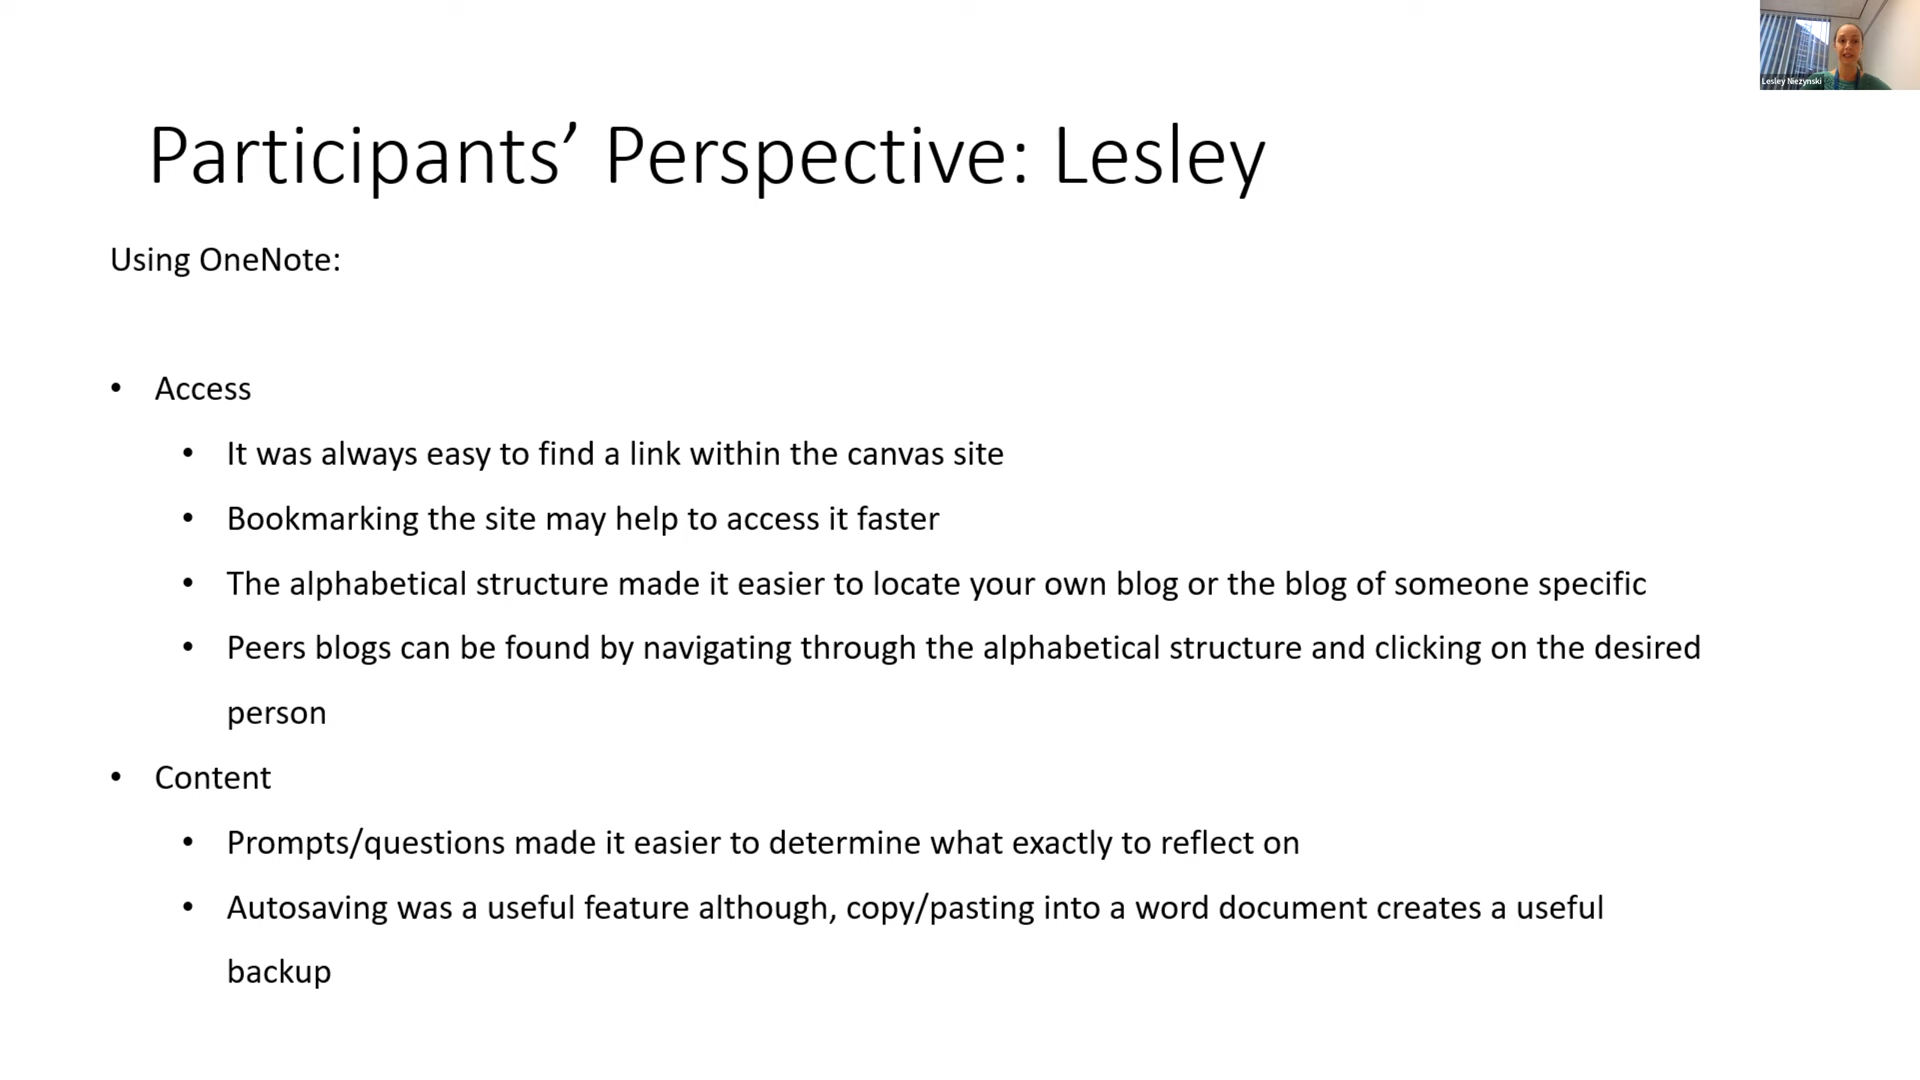 Lesley Niezynski
Participants’ Perspective: Lesley
Using OneNote:
• Access
• It was always easy to find a link within the canvas site
• Bookmarking the site may help to access it faster
• The alphabetical structure made it easier to locate your own blog or the blog of someone specific
• Peers blogs can be found by navigating through the alphabetical structure and clicking on the desired
person
• Content
• Prompts/questions made it easier to determine what exactly to reflect on
• Autosaving was a useful feature although, copy/pasting into a word document creates a useful
backup